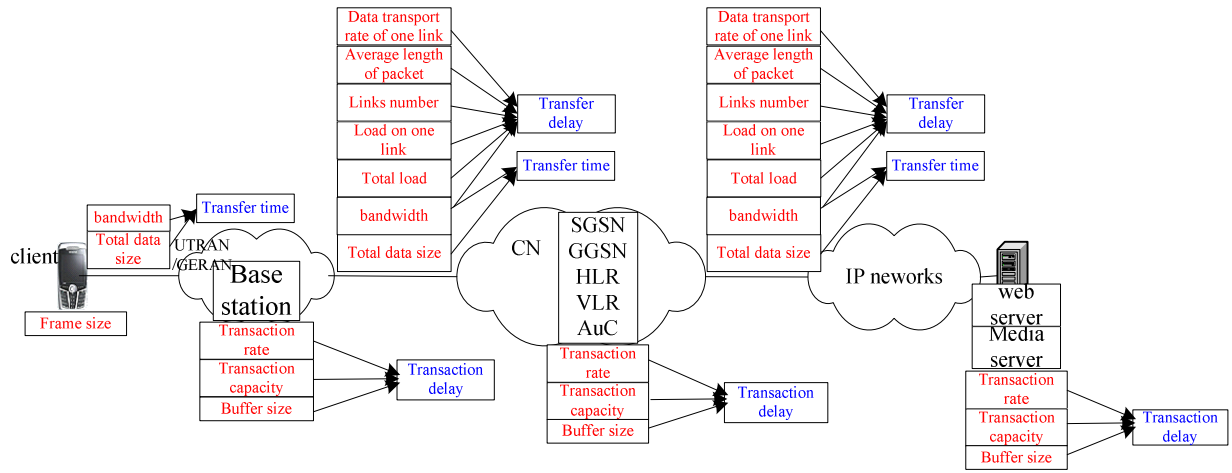 client
Frame size
bandwidth
Total data
size
Transfer time
UTRAN
/GERAN
Base
station
Transaction
rate
Transaction
capacity
Buffer size
Transaction
delay
Data transport
rate of one link
Average length
of packet
Links number
Load on one
link
Total load
bandwidth
Total data size
Transfer
delay
Transfer time
CN
SGSN
GGSN
HLR
VLR
AuC
Transaction
rate
Transaction
capacity
Buffer size
Transaction
delay
Data transport
rate of one link
Average length
of packet
Links number
Load on one
link
Total load
bandwidth
Total data size
Transfer
delay
Transfer time
IP neworks
web
server
Media
server
Transaction
rate
Transaction
capacity
Buffer size
Transaction
delay